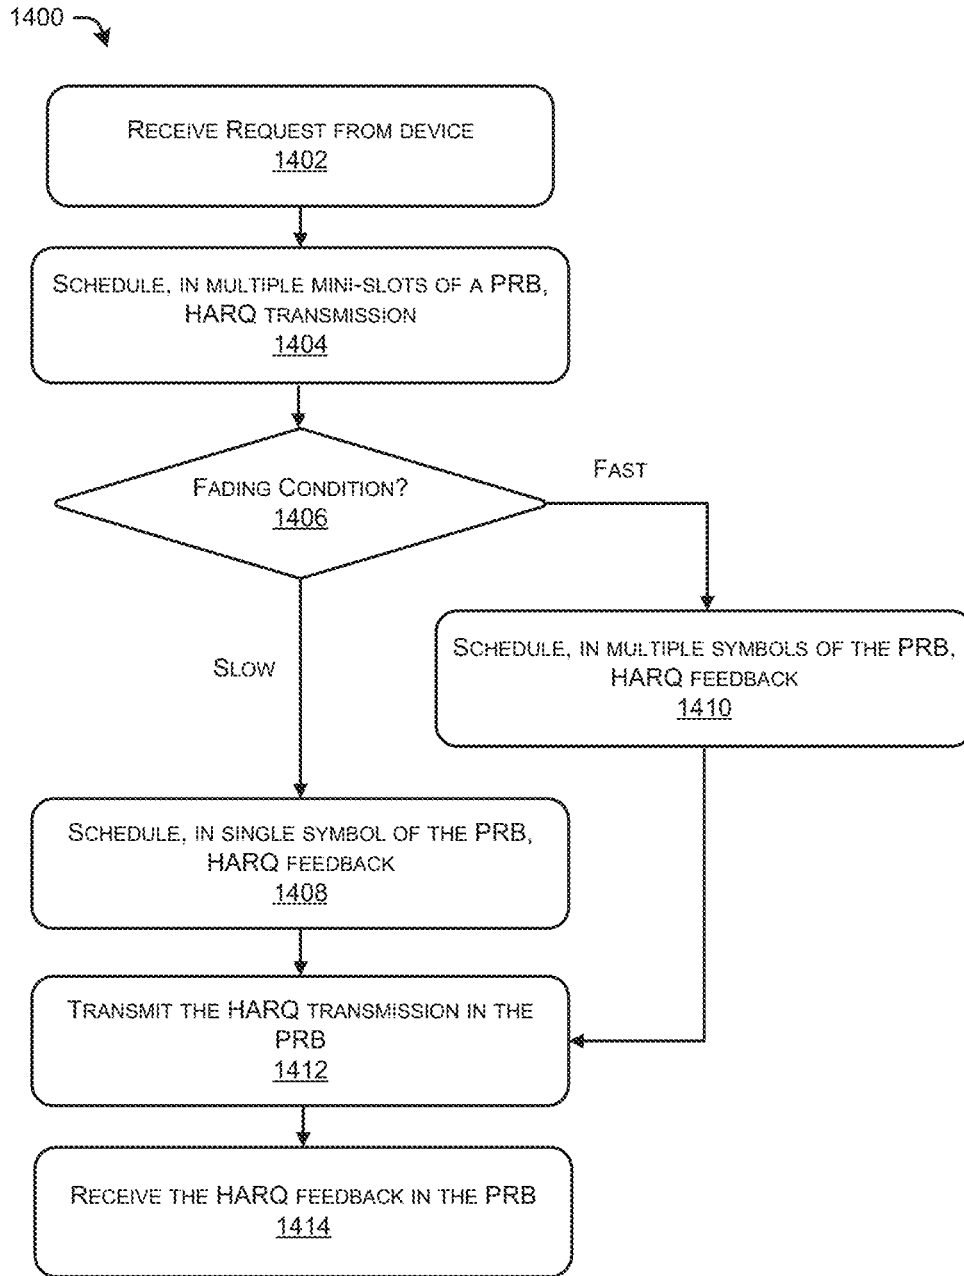 1400
RECEIVE REQUEST FROM DEVICE
1402
SCHEDULE, IN MULTIPLE MINI-SLOTS OF A PRB,
HARQ TRANSMISSION
1404
FADING CONDITION?
1406
FAST
SLOW
SCHEDULE, IN MULTIPLE SYMBOLS OF THE PRB,
HARQ FEEDBACK
1410
SCHEDULE, IN SINGLE SYMBOL OF THE PRB,
HARQ FEEDBACK
1408
TRANSMIT THE HARQ TRANSMISSION IN THE
PRB
1412
RECEIVE THE HARQ FEEDBACK IN THE PRB
1414